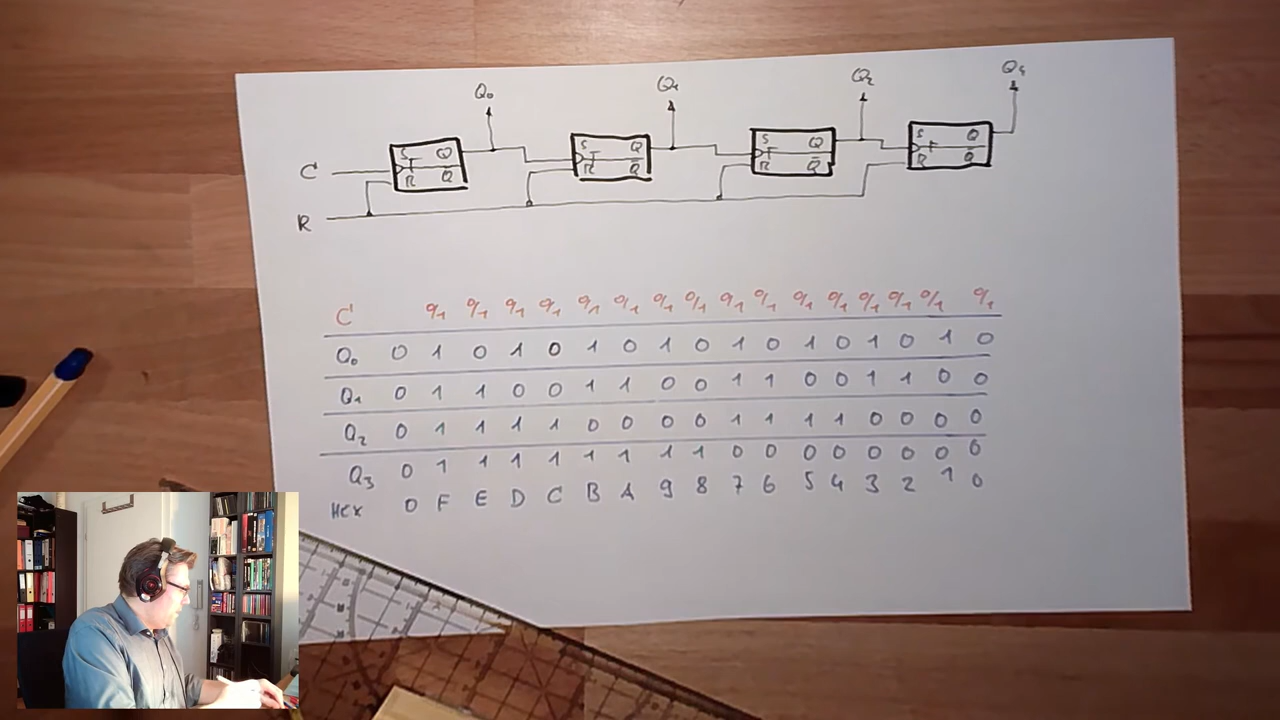 Q₀ Q₁ Q₂ Q₄
S T Q S T Q S T Q S T Q
C
R Q̅ R Q̅ R Q̅ R Q̅
R
C 0/1 0/1 0/1 0/1 0/1 0/1 0/1 0/1 0/1 0/1 0/1 0/1 0/1 0/1 0/1 0/1
Q₀ 0 1 0 1 0 1 0 1 0 1 0 1 0 1 0 1 0
Q₁ 0 1 1 0 0 1 1 0 0 1 1 0 0 1 1 0 0
Q₂ 0 1 1 1 1 0 0 0 0 1 1 1 1 0 0 0 0
Q₃ 0 1 1 1 1 1 1 1 1 0 0 0 0 0 0 0 0
Hex 0 F E D C B A 9 8 7 6 5 4 3 2 1 0